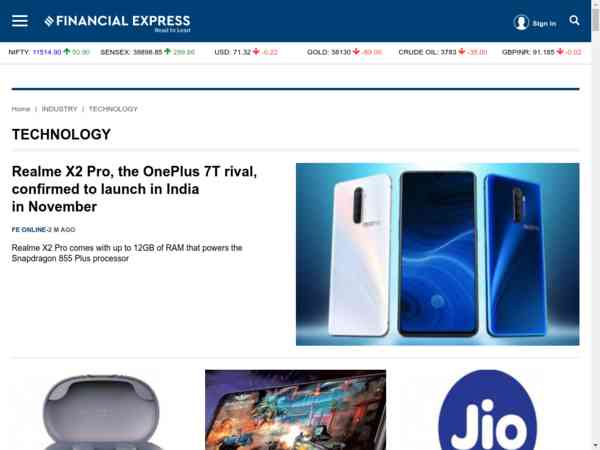 FINANCIAL EXPRESS
Read to Lead
Sign In
NIFTY: 11514.90 50.90 SENSEX: 38898.85 299.86 USD: 71.32 -0.22 GOLD: 38130 -89.00 CRUDE OIL: 3783 -35.00 GBPINR: 91.185 -0.02
Home | INDUSTRY | TECHNOLOGY
TECHNOLOGY
Realme X2 Pro, the OnePlus 7T rival,
confirmed to launch in India
in November
FE ONLINE-2 M AGO
Realme X2 Pro comes with up to 12GB of RAM that powers the
Snapdragon 855 Plus processor
realme
Jio